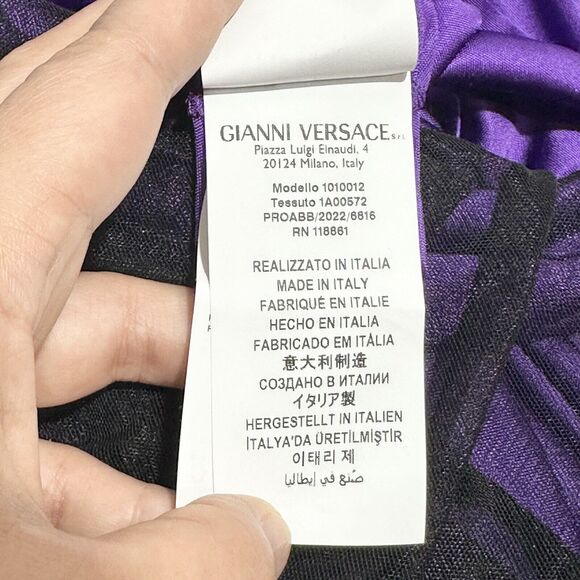 GIANNI VERSACE S.r.l.
Piazza Luigi Einaudi, 4
20124 Milano, Italy
Modello 1010012
Tessuto 1A00572
PROABB/2022/6616
RN 118661
REALIZZATO IN ITALIA
MADE IN ITALY
FABRIQUÉ EN ITALIE
HECHO EN ITALIA
FABRICADO EM ITÁLIA
意大利制造
СОЗДАНО В ИТАЛИИ
イタリア製
HERGESTELLT IN ITALIEN
İTALYA'DA ÜRETİLMİŞTİR
이태리 제
صُنع في إيطاليا